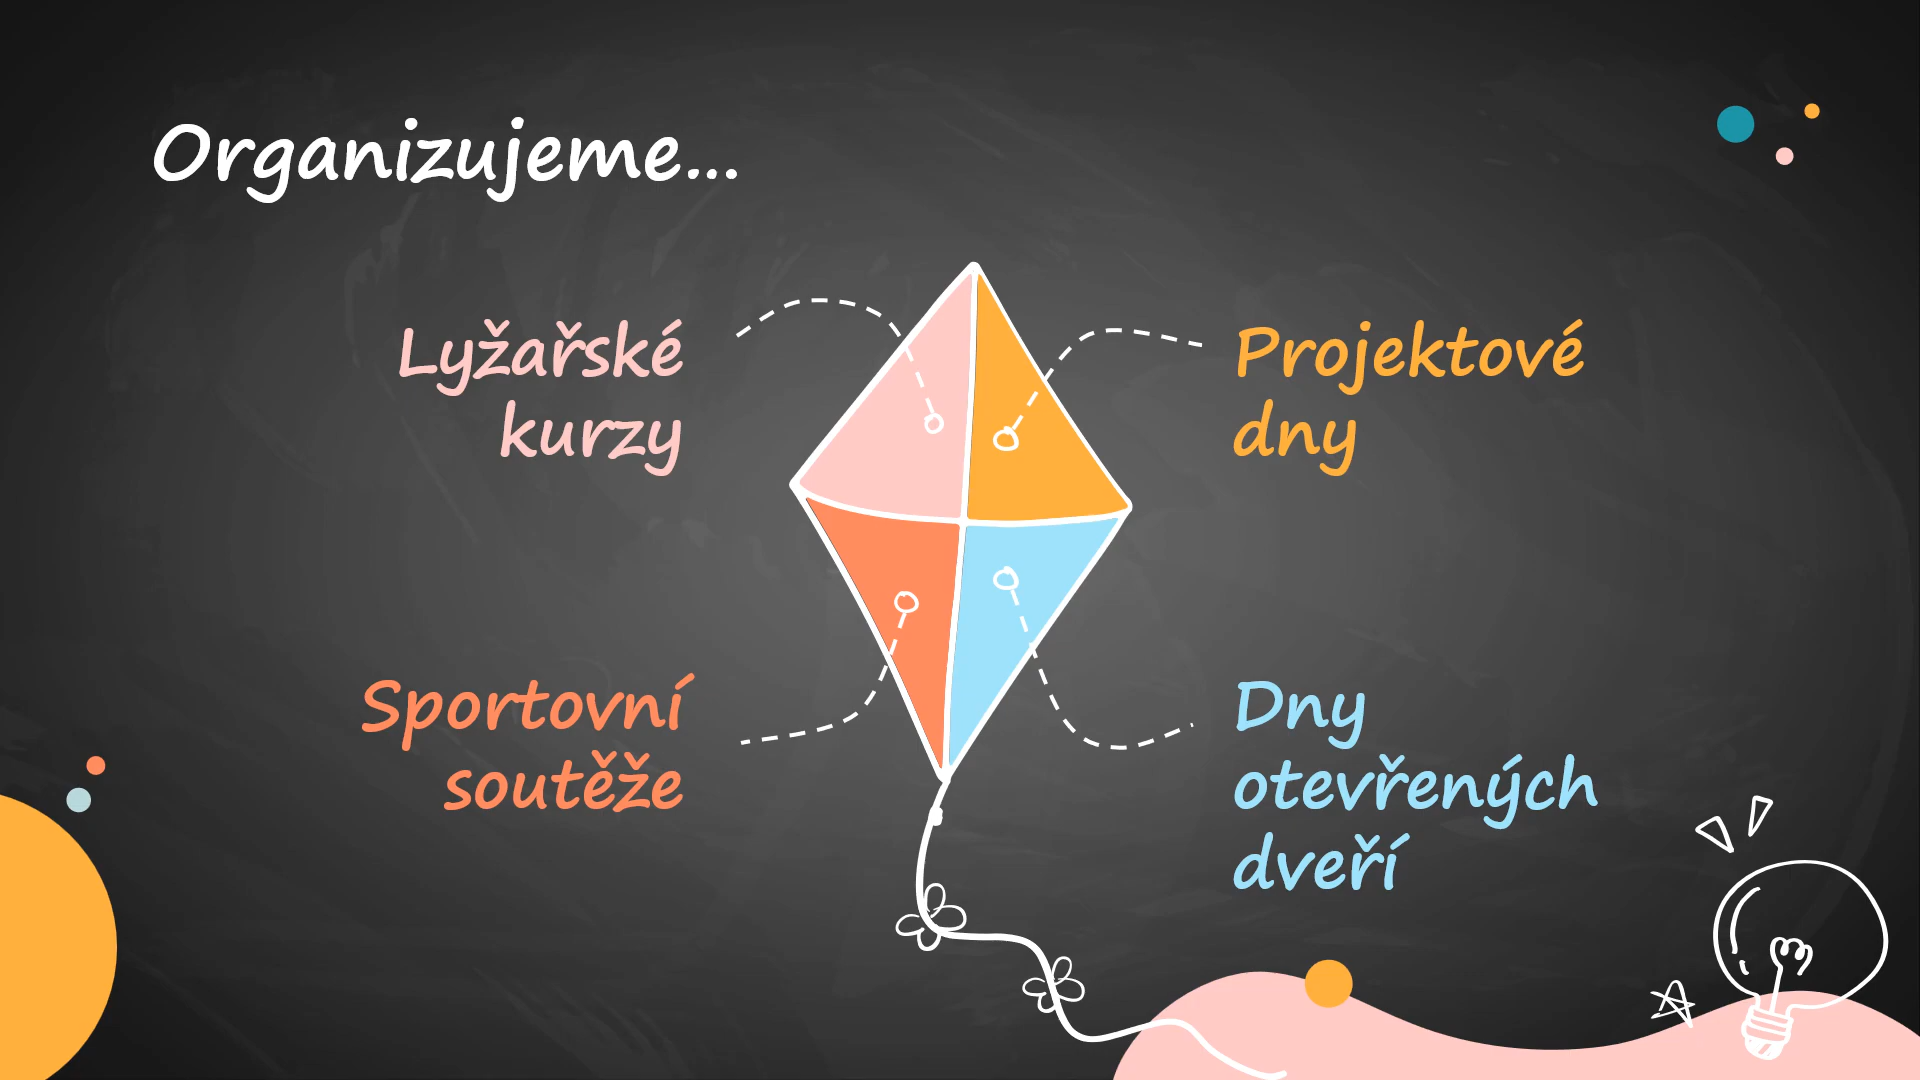 Organizujeme...
Lyžařské
kurzy
Projektové
dny
Sportovní
soutěže
Dny
otevřených
dveří